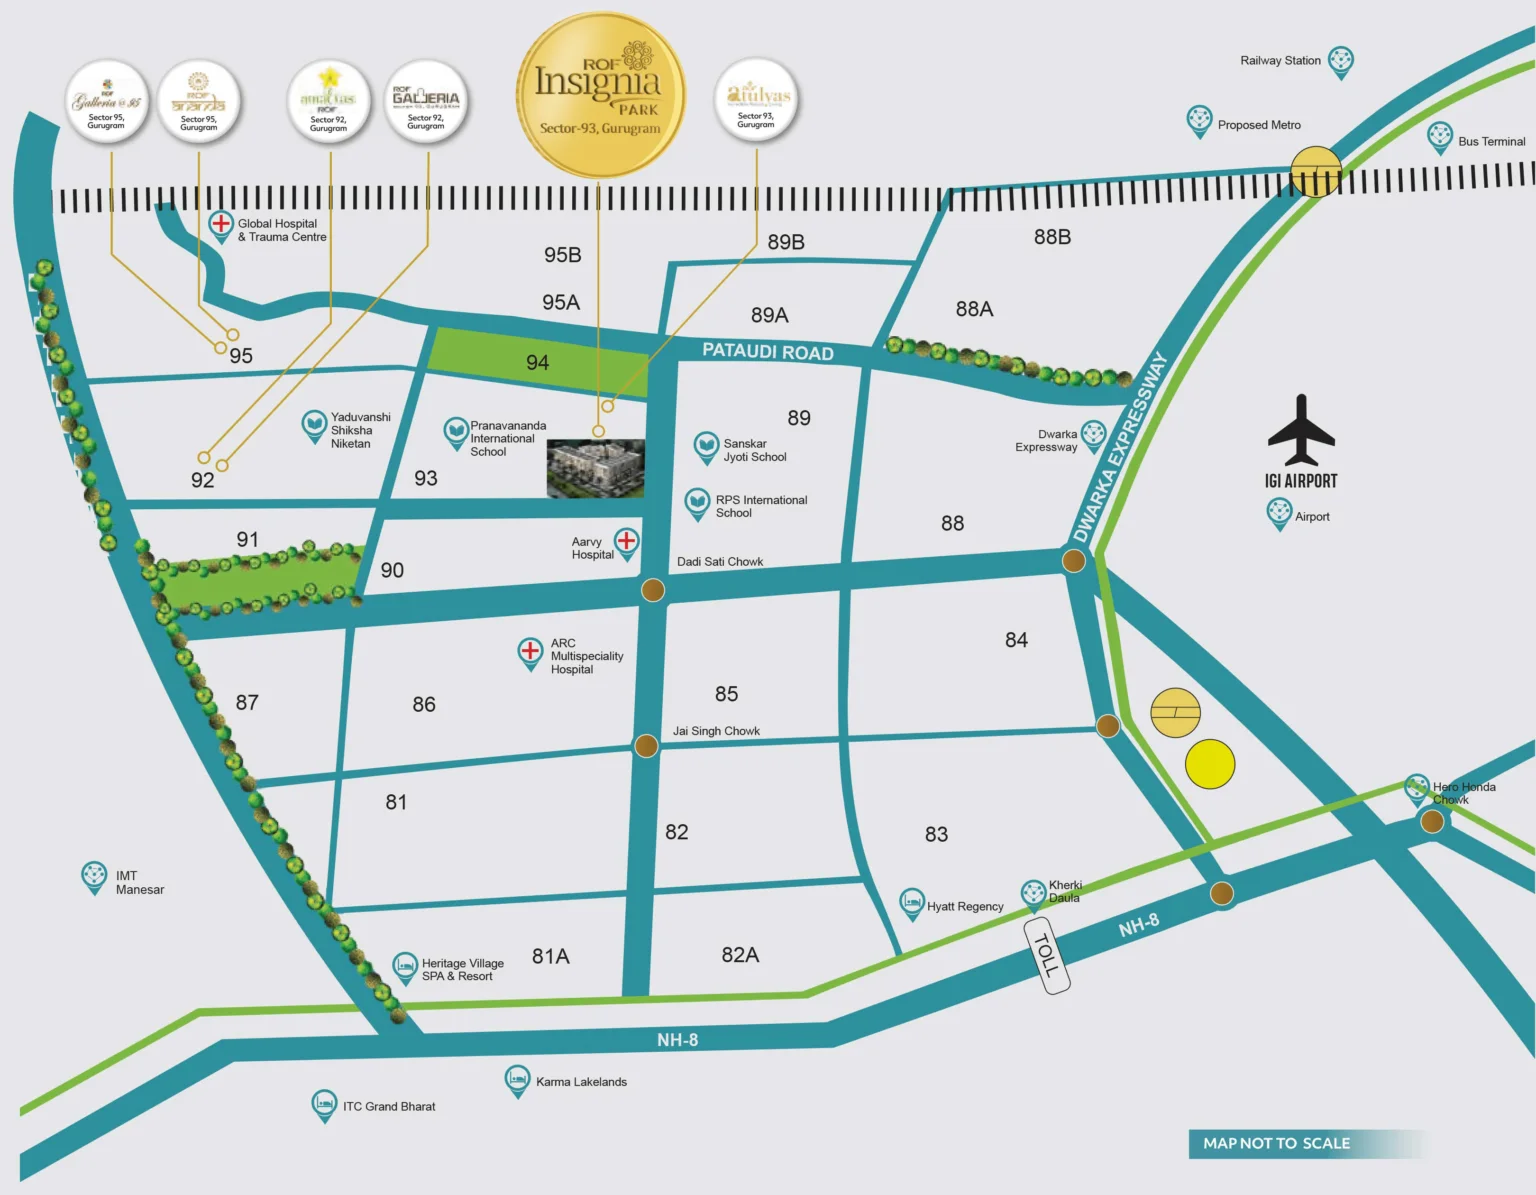 ROF
Galleria @ 95
Sector 95,
Gurugram
ROF
ananda
Sector 95,
Gurugram
ROF
Sector 92,
Gurugram
ROF
GALLERIA
Sector 92,
Gurugram
ROF
Insignia
PARK
Sector-93, Gurugram
atulyas
Sector 93,
Gurugram
Railway Station
Proposed Metro
Bus Terminal
Global Hospital
& Trauma Centre
95B
89B
88B
95A
89A
88A
95
94
PATAUDI ROAD
DWARKA EXPRESSWAY
Yaduvanshi
Shiksha
Niketan
Pranavananda
International
School
89
Sanskar
Jyoti School
Dwarka
Expressway
IGI AIRPORT
Airport
92
93
RPS International
School
88
91
Aarvy
Hospital
90
Dadi Sati Chowk
ARC
Multispeciality
Hospital
84
87
86
85
Jai Singh Chowk
81
82
83
Hero Honda
Chowk
IMT
Manesar
Hyatt Regency
Kherki
Daula
NH-8
TOLL
Heritage Village
SPA & Resort
81A
82A
NH-8
Karma Lakelands
ITC Grand Bharat
MAP NOT TO SCALE